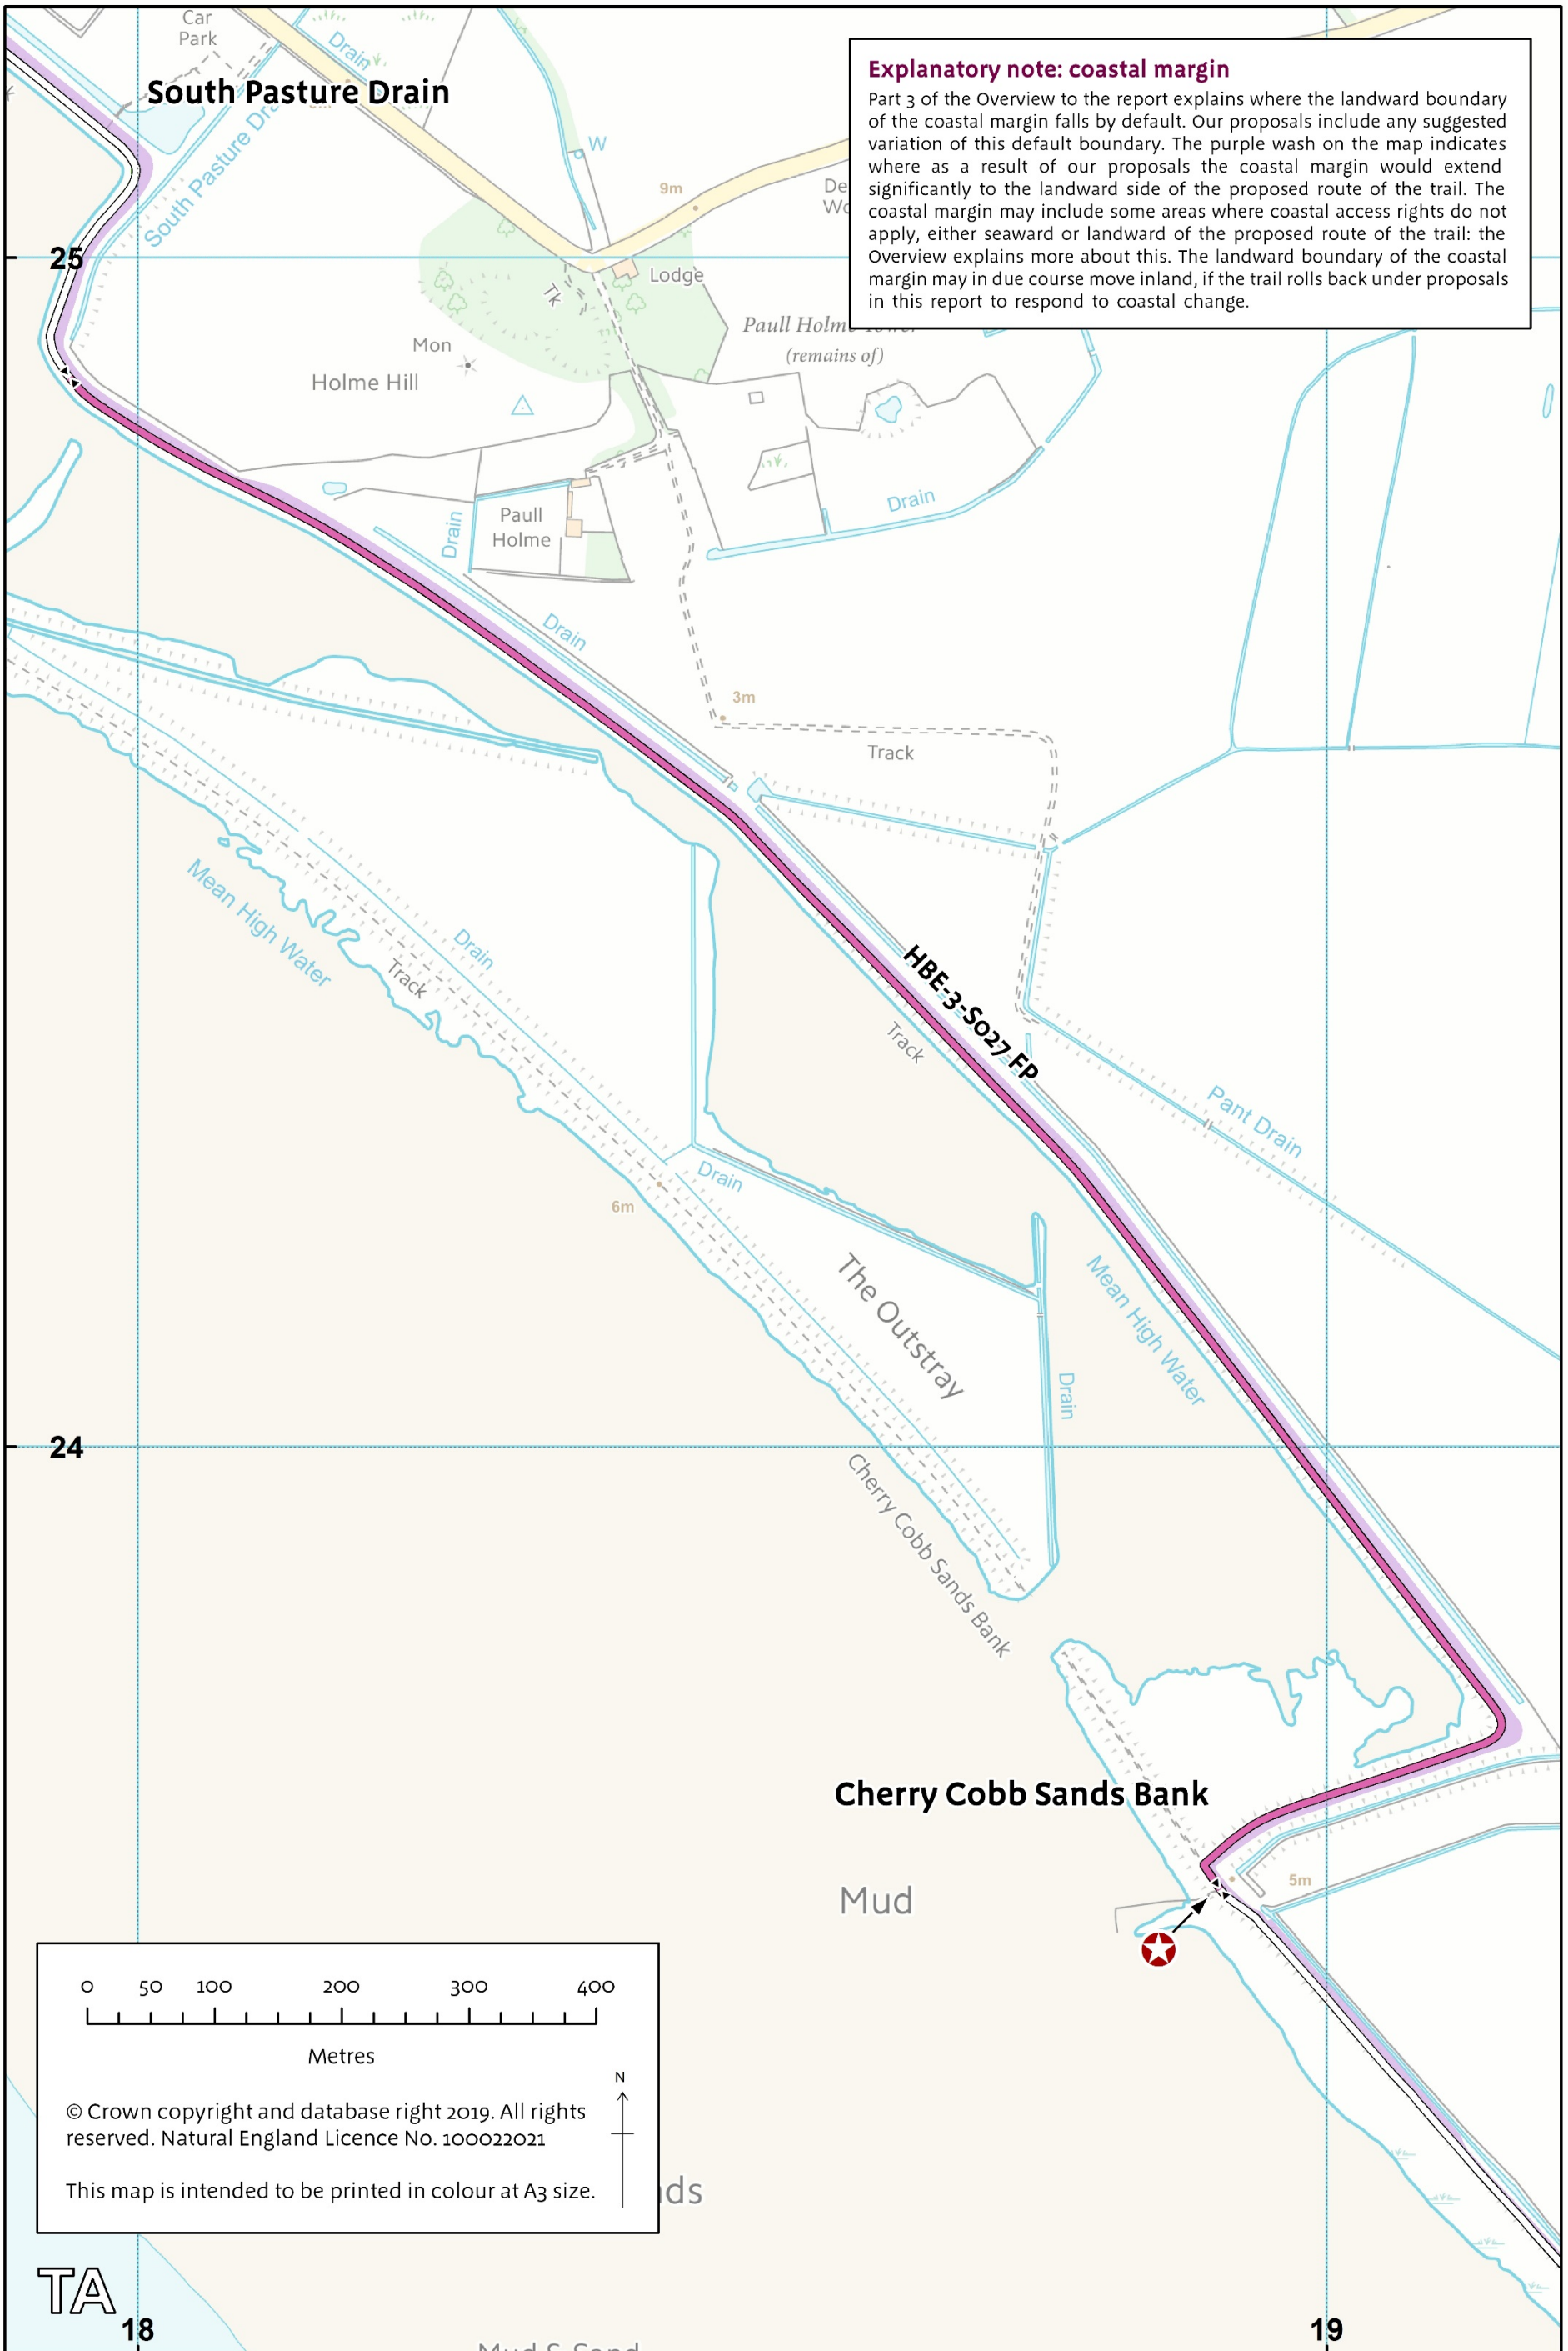 Car
Park
Drain
South Pasture Drain
South Pasture
W
9m
25
Lodge
Tk
Explanatory note: coastal margin
Part 3 of the Overview to the report explains where the landward boundary
of the coastal margin falls by default. Our proposals include any suggested
variation of this default boundary. The purple wash on the map indicates
where as a result of our proposals the coastal margin would extend
significantly to the landward side of the proposed route of the trail. The
coastal margin may include some areas where coastal access rights do not
apply, either seaward or landward of the proposed route of the trail: the
Overview explains more about this. The landward boundary of the coastal
margin may in due course move inland, if the trail rolls back under proposals
in this report to respond to coastal change.
Paull Holme Tower
(remains of)
Mon
Holme Hill
Paull
Holme
Drain
Drain
Drain
3m
Track
Mean High Water
Drain
Track
HBE-3-S027 FP
Track
Pant Drain
Drain
6m
The Outstray
Mean High Water
Drain
24
Cherry Cobb Sands Bank
Cherry Cobb Sands Bank
Mud
5m
0 50 100 200 300 400
Metres
N
© Crown copyright and database right 2019. All rights
reserved. Natural England Licence No. 100022021
This map is intended to be printed in colour at A3 size.
nds
TA
18
19
Mud & Sand